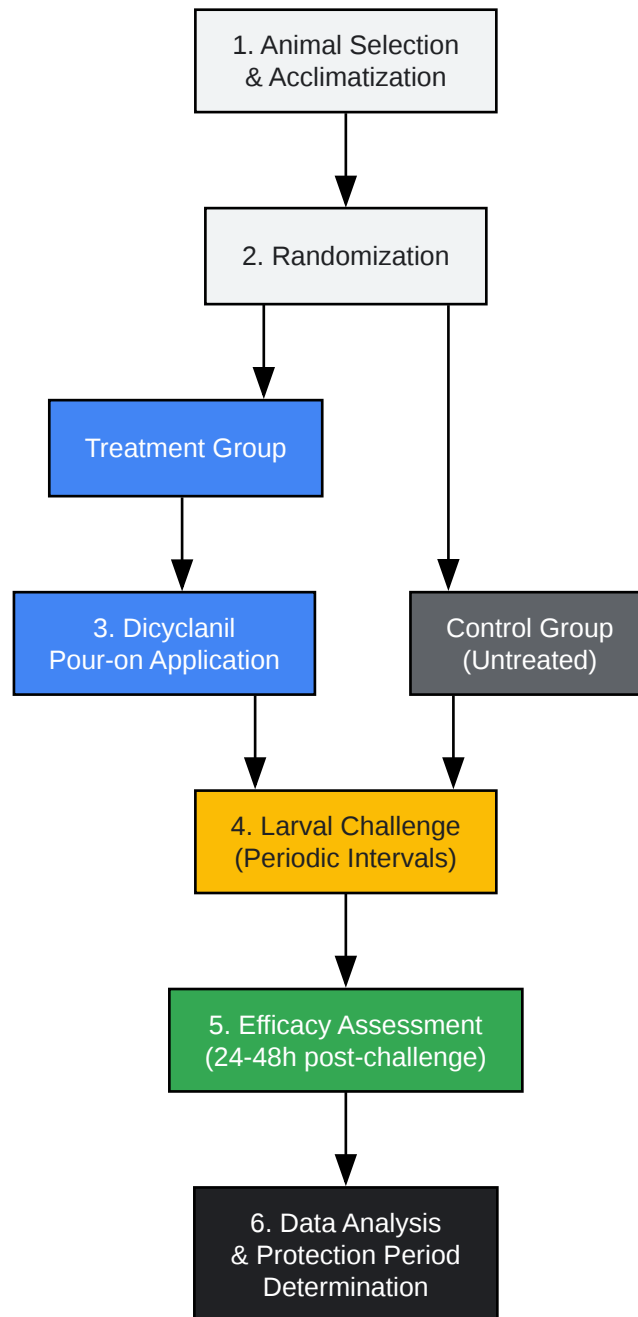 1. Animal Selection
& Acclimatization
2. Randomization
Treatment Group
3. Dicyclanil
Pour-on Application
Control Group
(Untreated)
4. Larval Challenge
(Periodic Intervals)
5. Efficacy Assessment
(24-48h post-challenge)
6. Data Analysis
& Protection Period
Determination